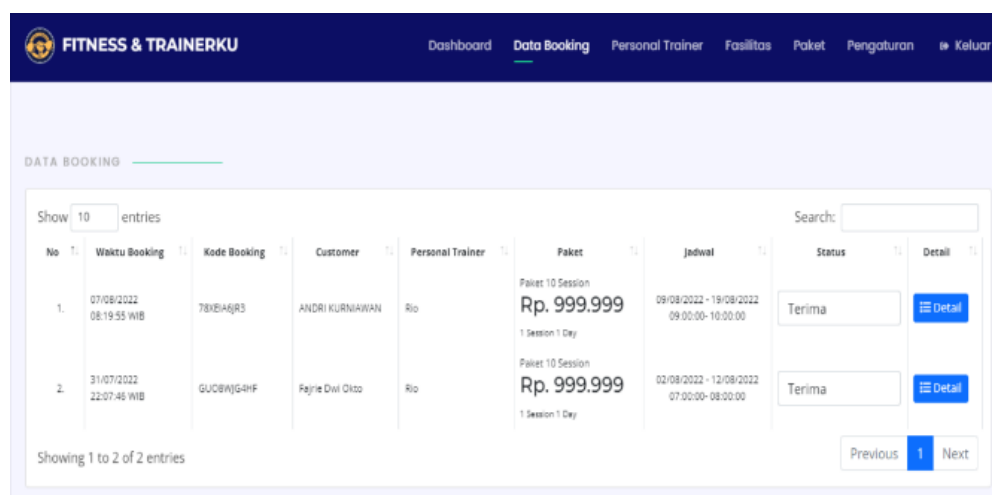 FITNESS & TRAINERKU
Dashboard Data Booking Personal Trainer Fasilitas Paket Pengaturan Keluar
DATA BOOKING
Show 10 entries Search:
No Waktu Booking Kode Booking Customer Personal Trainer Paket Jadwal Status Detail
1. 07/08/2022 08:19:55 WIB ANDRI KURNIAWAN Rio Paket 10 Session Rp. 999.999 1 Session 1 Day 09/08/2022 - 19/08/2022 09:00:00- 10:00:00 Terima Detail
2. 31/07/2022 22:07:46 WIB Fajrie Dwi Okto Rio Paket 10 Session Rp. 999.999 1 Session 1 Day 02/08/2022 - 12/08/2022 07:00:00- 08:00:00 Terima Detail
Showing 1 to 2 of 2 entries Previous 1 Next